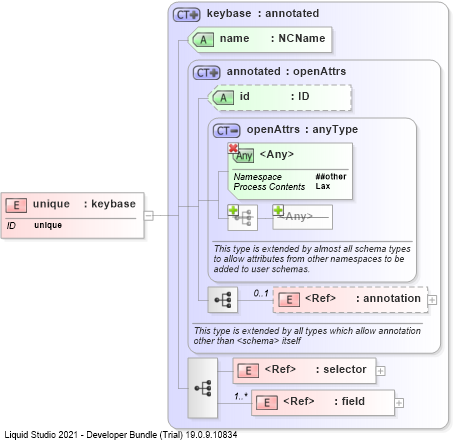 CT keybase : annotated
A name : NCName
CT annotated : openAttrs
A id : ID
CT openAttrs : anyType
Any <Any>
Namespace ##other
Process Contents Lax
E unique : keybase
ID unique
<Any>
This type is extended by almost all schema types
to allow attributes from other namespaces to be
added to user schemas.
0..1 E <Ref> : annotation
This type is extended by all types which allow annotation
other than <schema> itself
E <Ref> : selector
1..* E <Ref> : field
Liquid Studio 2021 - Developer Bundle (Trial) 19.0.9.10834